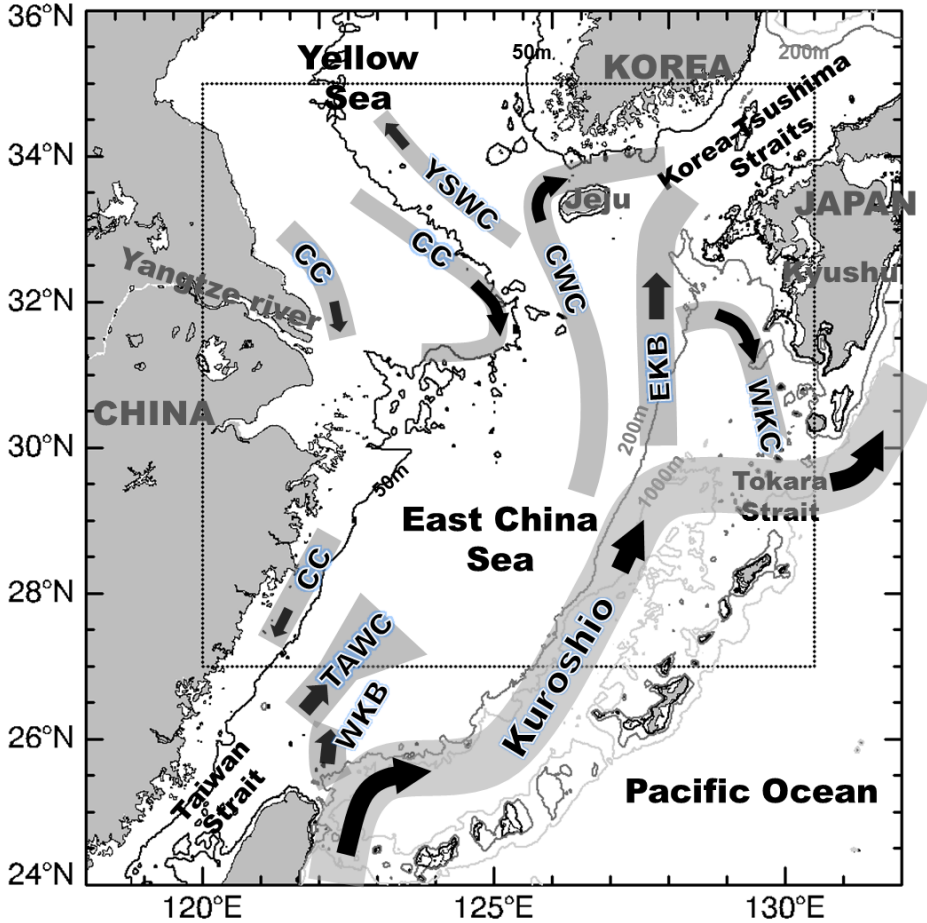 36°N
34°N
32°N
30°N
28°N
26°N
24°N
120°E
125°E
130°E
Yellow
Sea
50m
KOREA
200m
Korea-Tsushima
Straits
YSWC
Jeju
JAPAN
CC
CC
CWC
Kyushu
Yangtze river
EKB
WKC
CHINA
200m
1000m
50m
Tokara
Strait
East China
Sea
CC
TAWC
WKB
Kuroshio
Taiwan
Strait
Pacific Ocean